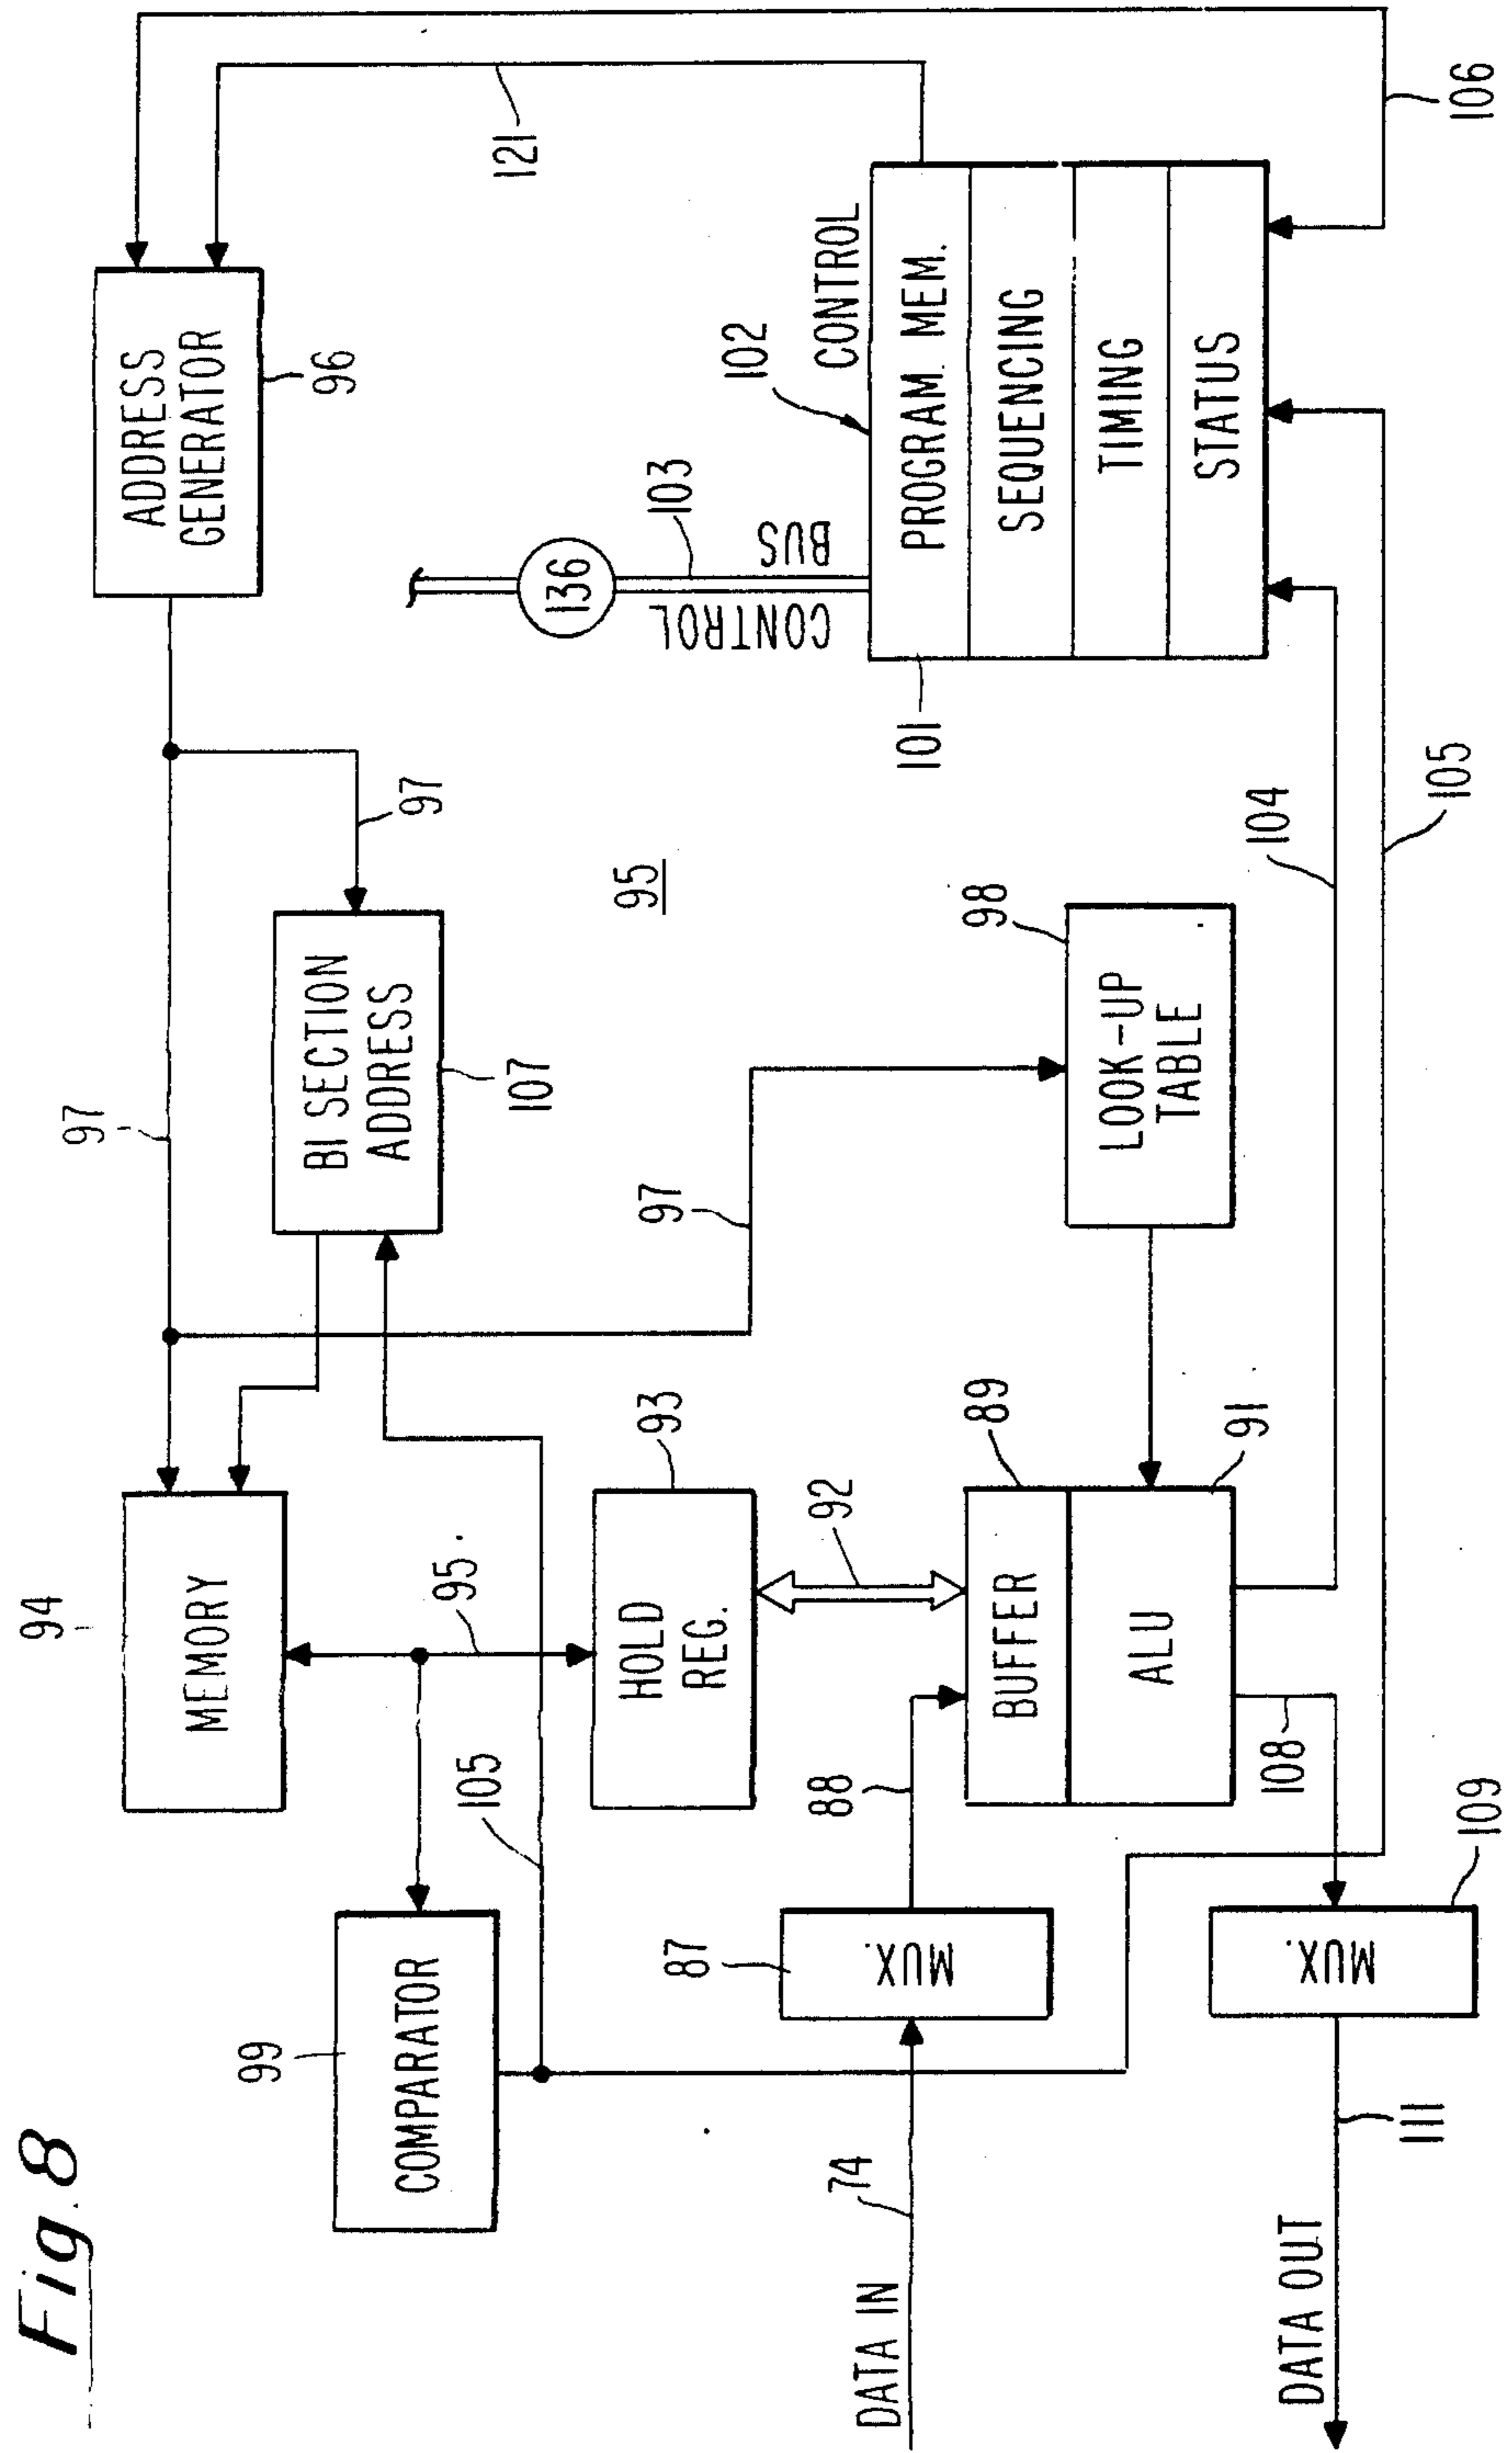 Fig. 8
94
MEMORY
97
ADDRESS
GENERATOR
96
99
COMPARATOR
105
95
BI SECTION
ADDRESS
107
97
121
HOLD
REG.
93
97
95
136
CONTROL BUS
103
102
CONTROL
DATA IN
74
87
MUX.
88
92
BUFFER
89
ALU
91
98
LOOK-UP
TABLE
101
PROGRAM. MEM.
SEQUENCING
TIMING
STATUS
108
104
105
106
DATA OUT
111
MUX.
109